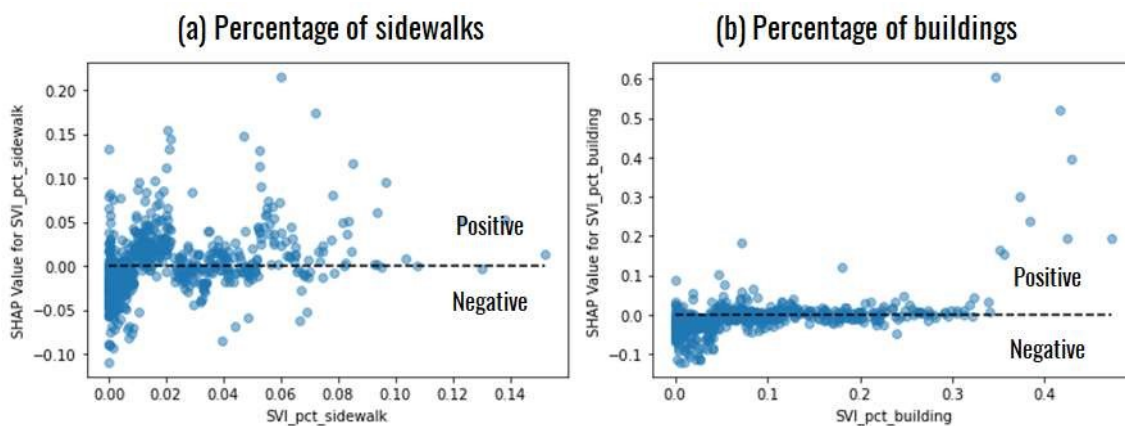 (a) Percentage of sidewalks
SHAP Value for SVI_pct_sidewalk
0.20
0.15
0.10
0.05
0.00
−0.05
−0.10
Positive
Negative
0.00 0.02 0.04 0.06 0.08 0.10 0.12 0.14
SVI_pct_sidewalk
(b) Percentage of buildings
SHAP Value for SVI_pct_building
0.6
0.5
0.4
0.3
0.2
0.1
0.0
−0.1
Positive
Negative
0.0 0.1 0.2 0.3 0.4
SVI_pct_building